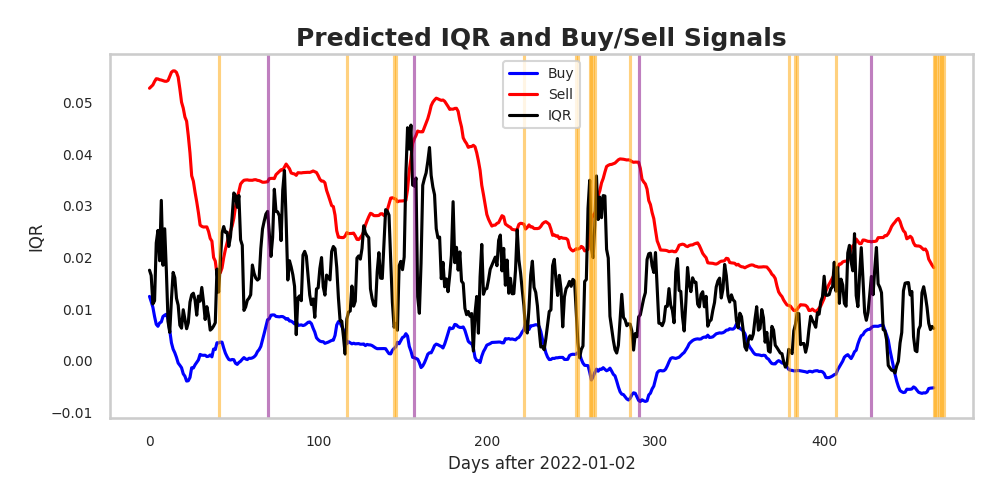 Predicted IQR and Buy/Sell Signals
Buy
Sell
IQR
0.05
0.04
0.03
0.02
0.01
0.00
−0.01
IQR
0 100 200 300 400
Days after 2022-01-02